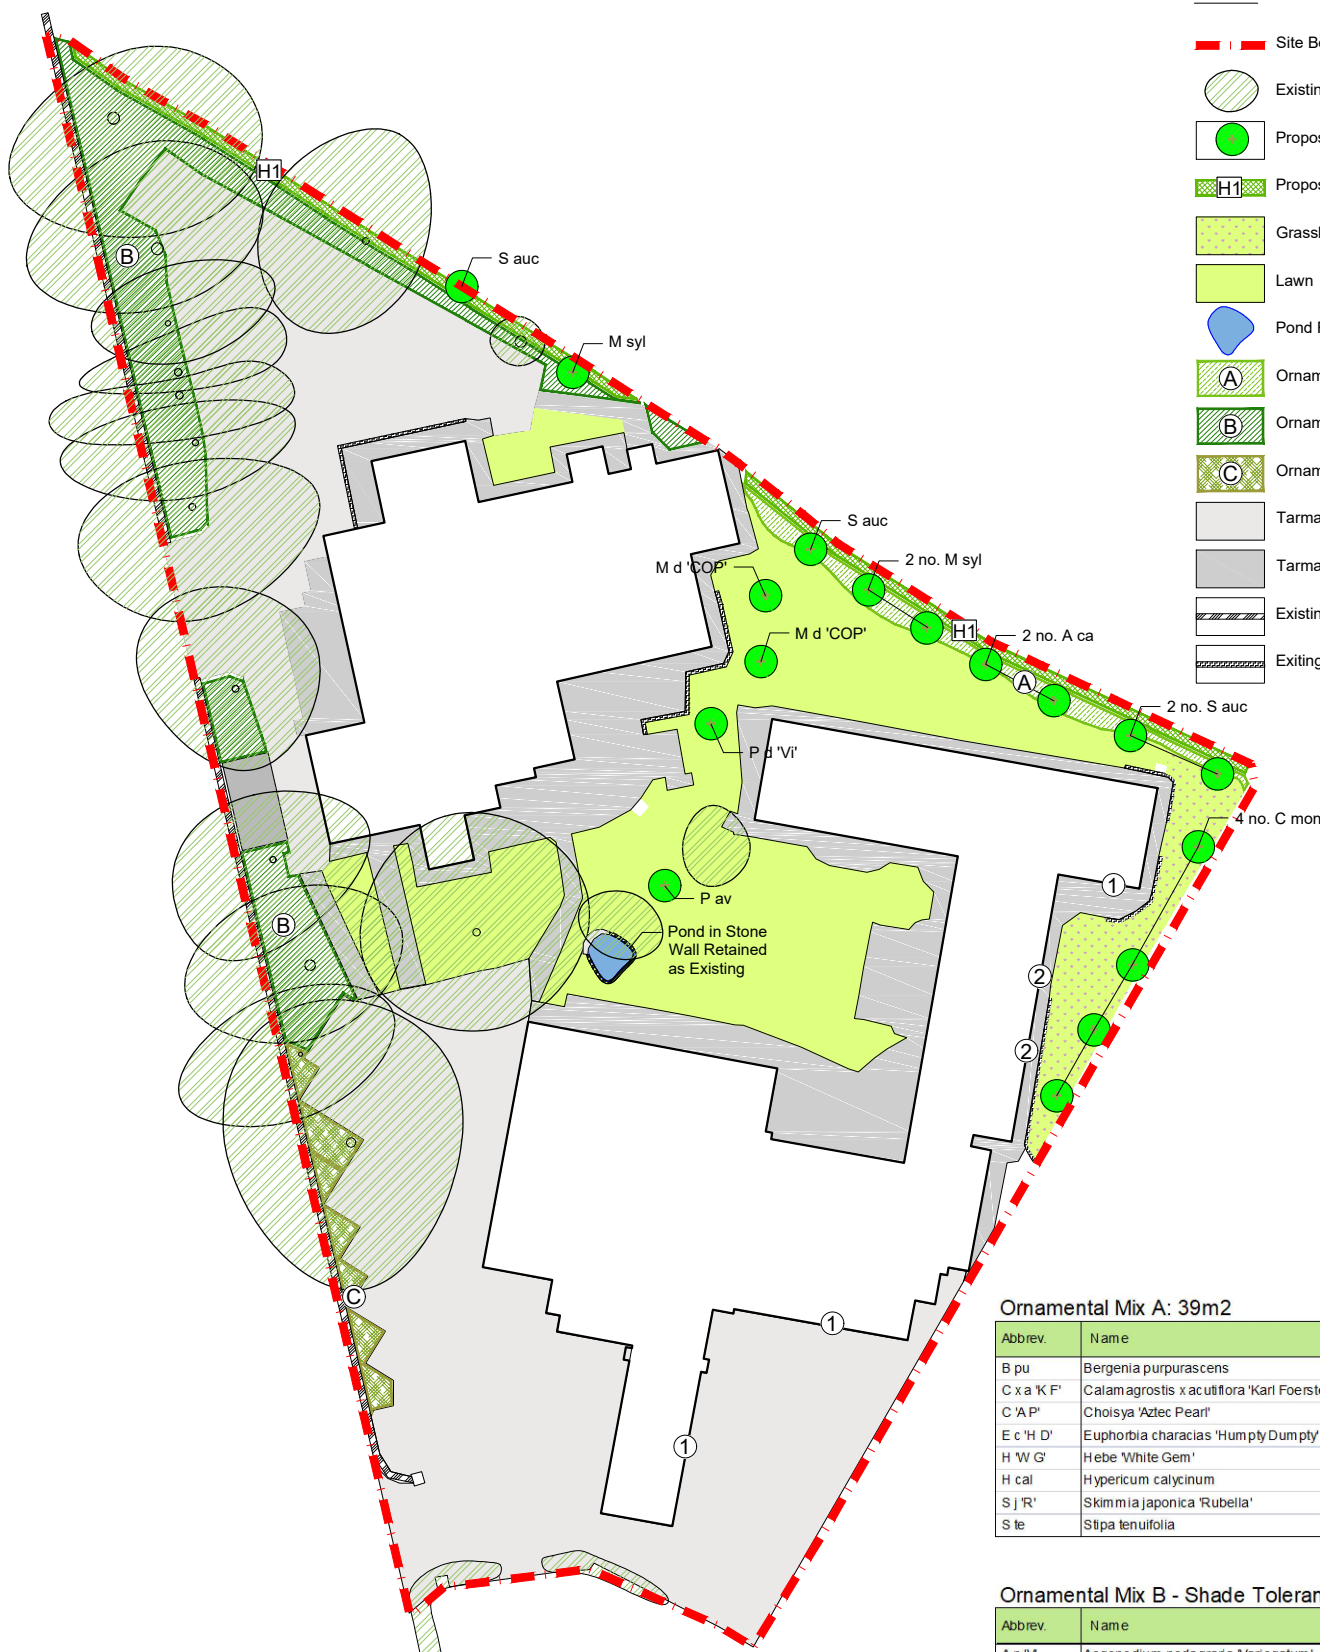 Site B
Existin
Propos
H1 Propos
Grassl
Lawn
Pond R
A Ornam
B Ornam
C Ornam
Tarma
Tarma
Existin
Exiting
H1
B
S auc
M syl
S auc
2 no. M syl
M d 'COP'
H1
M d 'COP'
2 no. A ca
A
2 no. S auc
P d 'Vi'
4 no. C mon
1
P av
B
Pond in Stone
Wall Retained
as Existing
2
2
C
1
1
Ornamental Mix A: 39m2
Abbrev. Name
B pu Bergenia purpurascens
C x a 'K F' Calamagrostis x acutiflora 'Karl Foerst
C 'A P' Choisya 'Aztec Pearl'
E c 'H D' Euphorbia characias 'Humpty Dumpty'
H 'W G' Hebe 'White Gem'
H cal Hypericum calycinum
S j 'R' Skimmia japonica 'Rubella'
S te Stipa tenuifolia
Ornamental Mix B - Shade Toleran
Abbrev. Name